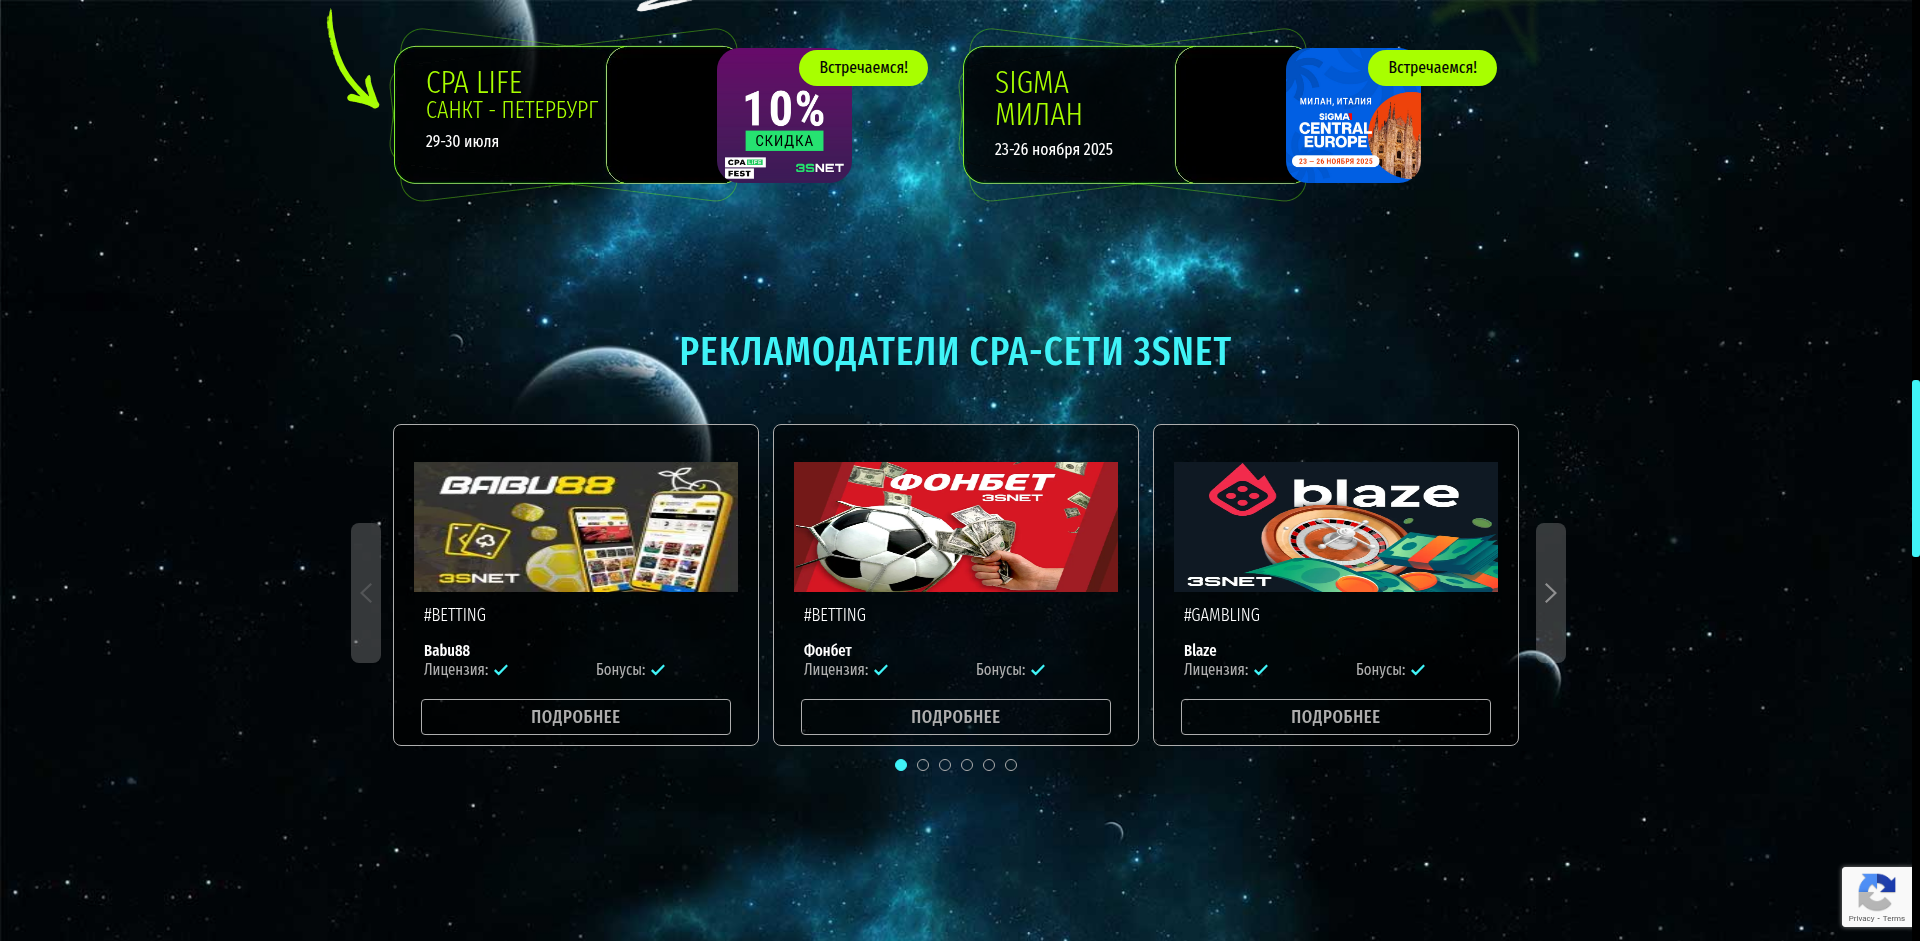 CPA LIFE
САНКТ - ПЕТЕРБУРГ
29-30 июля
Встречаемся!
10%
СКИДКА
CPA LIFE
FEST
3SNET
SIGMA
МИЛАН
23-26 ноября 2025
Встречаемся!
МИЛАН, ИТАЛИЯ
SiGMA
CENTRAL
EUROPE
23 – 26 НОЯБРЯ 2025
РЕКЛАМОДАТЕЛИ CPA-СЕТИ 3SNET
BABU88
3SNET
#BETTING
Babu88
Лицензия:
Бонусы:
ПОДРОБНЕЕ
ФОНБЕТ
3SNET
#BETTING
Фонбет
Лицензия:
Бонусы:
ПОДРОБНЕЕ
blaze
3SNET
#GAMBLING
Blaze
Лицензия:
Бонусы:
ПОДРОБНЕЕ
Privacy - Terms